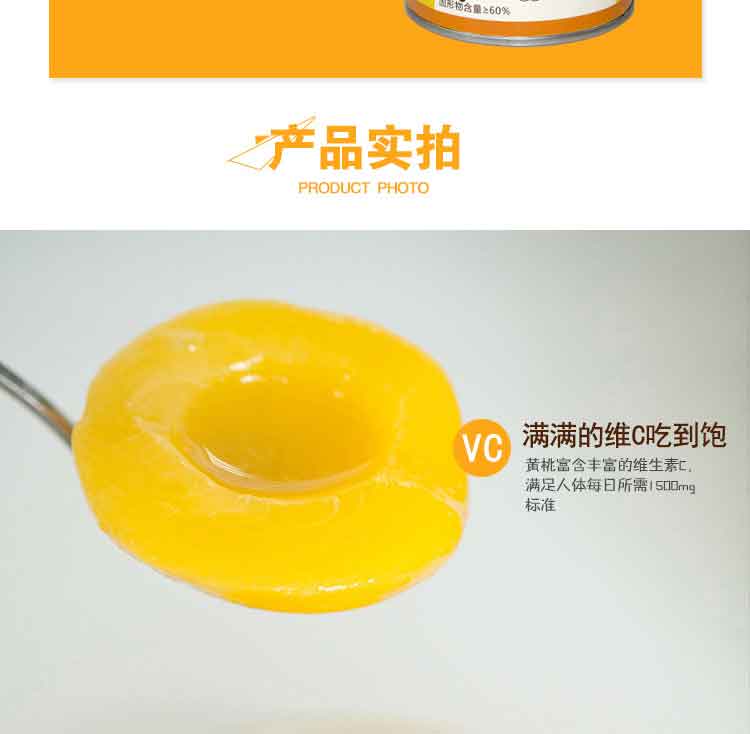 固形物含量≥60%
产品实拍
PRODUCT PHOTO
VC
满满的维C吃到饱
黄桃富含丰富的维生素C,
满足人体每日所需1500mg
标准